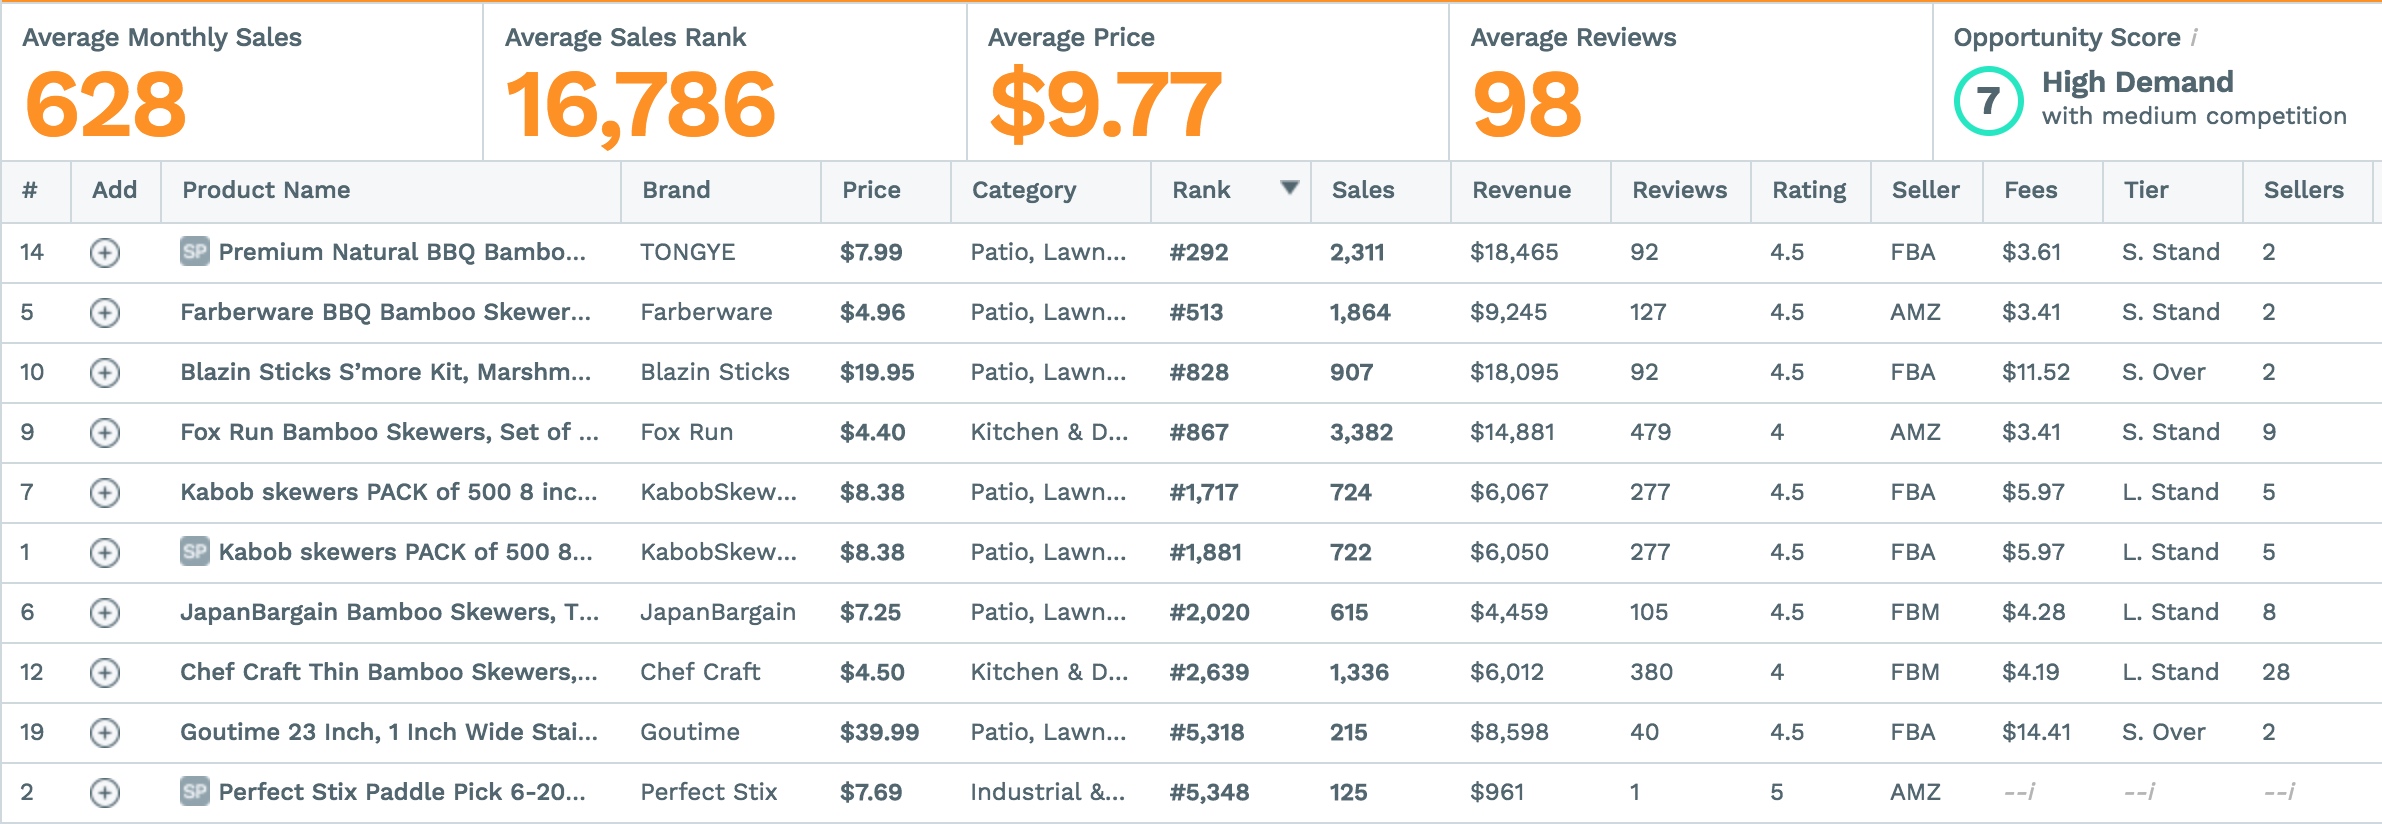 Average Monthly Sales Average Sales Rank Average Price Average Reviews Opportunity Score i
628 16,786 $9.77 98 7 High Demand
with medium competition
# Add Product Name Brand Price Category Rank Sales Revenue Reviews Rating Seller Fees Tier Sellers
14 SP Premium Natural BBQ Bambo... TONGYE $7.99 Patio, Lawn... #292 2,311 $18,465 92 4.5 FBA $3.61 S. Stand 2
5 Farberware BBQ Bamboo Skewer... Farberware $4.96 Patio, Lawn... #513 1,864 $9,245 127 4.5 AMZ $3.41 S. Stand 2
10 Blazin Sticks S’more Kit, Marshm... Blazin Sticks $19.95 Patio, Lawn... #828 907 $18,095 92 4.5 FBA $11.52 S. Over 2
9 Fox Run Bamboo Skewers, Set of ... Fox Run $4.40 Kitchen & D... #867 3,382 $14,881 479 4 AMZ $3.41 S. Stand 9
7 Kabob skewers PACK of 500 8 inc... KabobSkew... $8.38 Patio, Lawn... #1,717 724 $6,067 277 4.5 FBA $5.97 L. Stand 5
1 SP Kabob skewers PACK of 500 8... KabobSkew... $8.38 Patio, Lawn... #1,881 722 $6,050 277 4.5 FBA $5.97 L. Stand 5
6 JapanBargain Bamboo Skewers, T... JapanBargain $7.25 Patio, Lawn... #2,020 615 $4,459 105 4.5 FBM $4.28 L. Stand 8
12 Chef Craft Thin Bamboo Skewers,... Chef Craft $4.50 Kitchen & D... #2,639 1,336 $6,012 380 4 FBM $4.19 L. Stand 28
19 Goutime 23 Inch, 1 Inch Wide Stai... Goutime $39.99 Patio, Lawn... #5,318 215 $8,598 40 4.5 FBA $14.41 S. Over 2
2 SP Perfect Stix Paddle Pick 6-20... Perfect Stix $7.69 Industrial &... #5,348 125 $961 1 5 AMZ --i --i --i